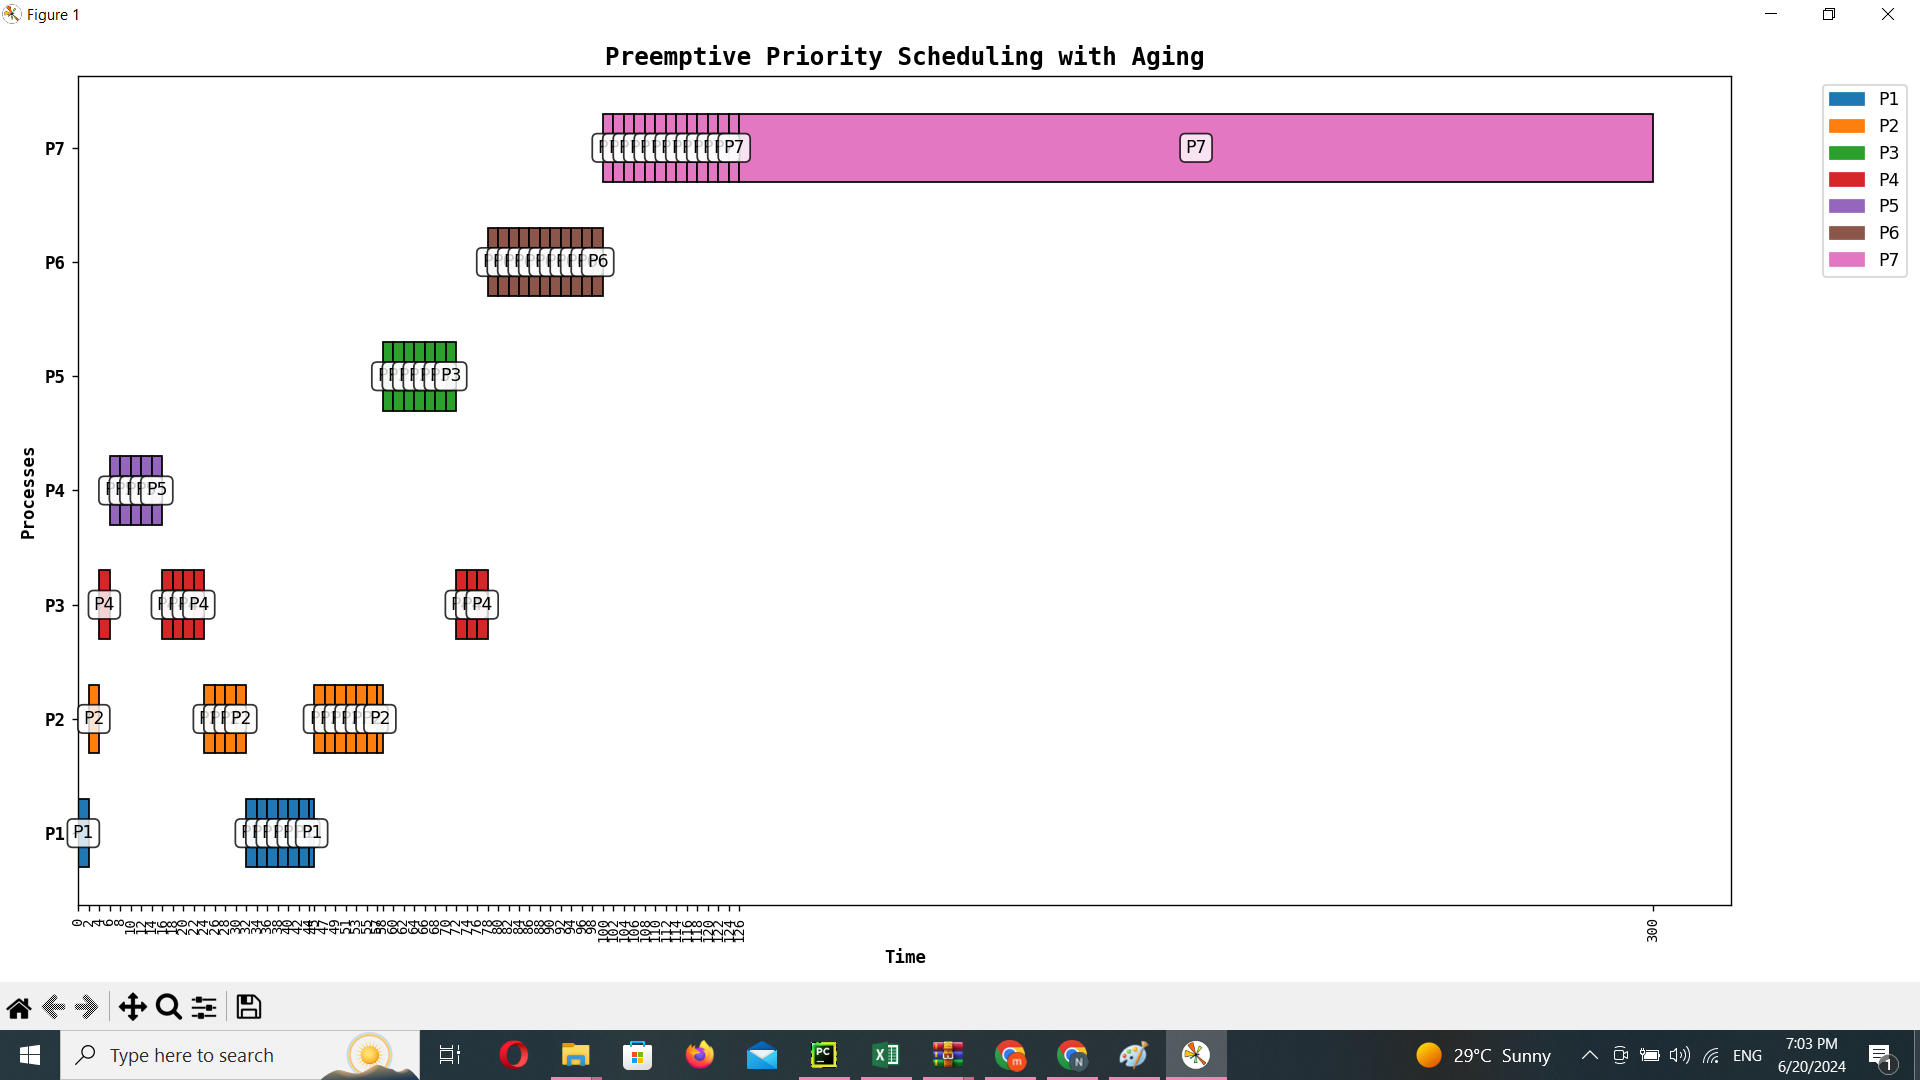 Figure 1
Preemptive Priority Scheduling with Aging
P1
P2
P3
P4
P5
P6
P7
P7
P7
P7
P6
P6
P5
P3
P4
P5
Processes
P3
P4
P4
P4
P2
P2
P2
P2
P1
P1
P1
0 2 4 6 8 10 12 14 16 18 20 22 24 26 28 30 32 34 36 38 40 42 44 45 47 49 51 53 55 57 58 60 62 64 66 68 70 72 74 76 78 80 82 84 86 88 90 92 94 96 98 100 102 104 106 108 110 112 114 116 118 120 122 124 126 300
Time
Type here to search
29°C Sunny
ENG
7:03 PM
6/20/2024
1